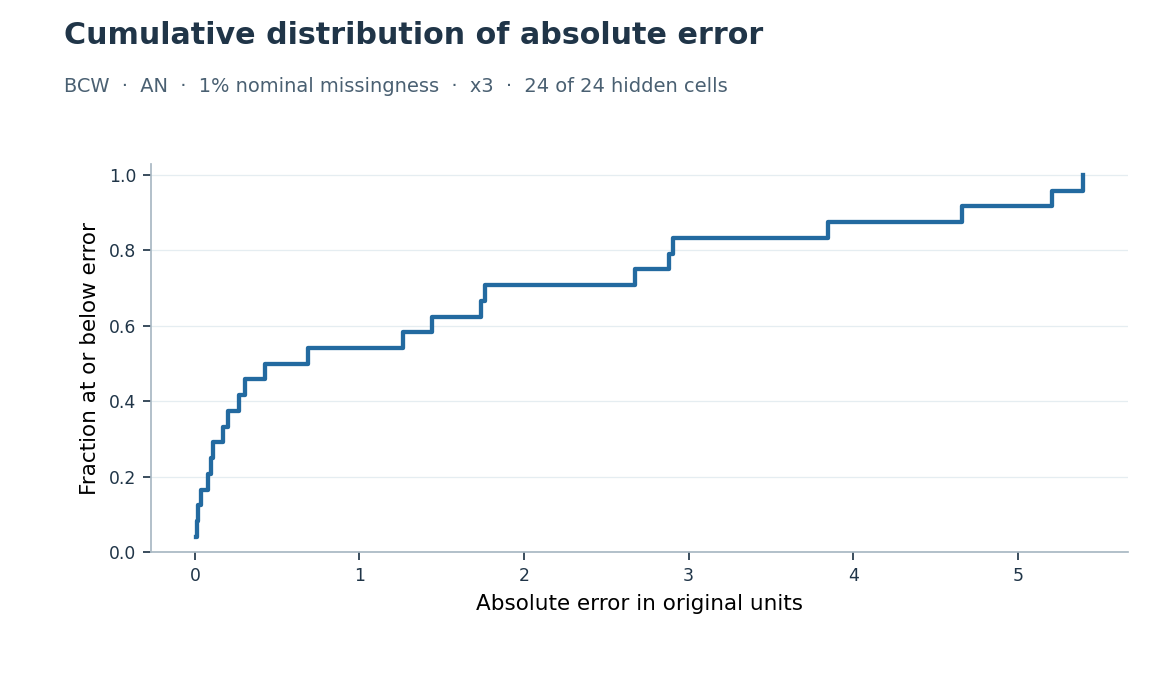 Cumulative distribution of absolute error
BCW · AN · 1% nominal missingness · x3 · 24 of 24 hidden cells
Fraction at or below error
1.0
0.8
0.6
0.4
0.2
0.0
0 1 2 3 4 5
Absolute error in original units